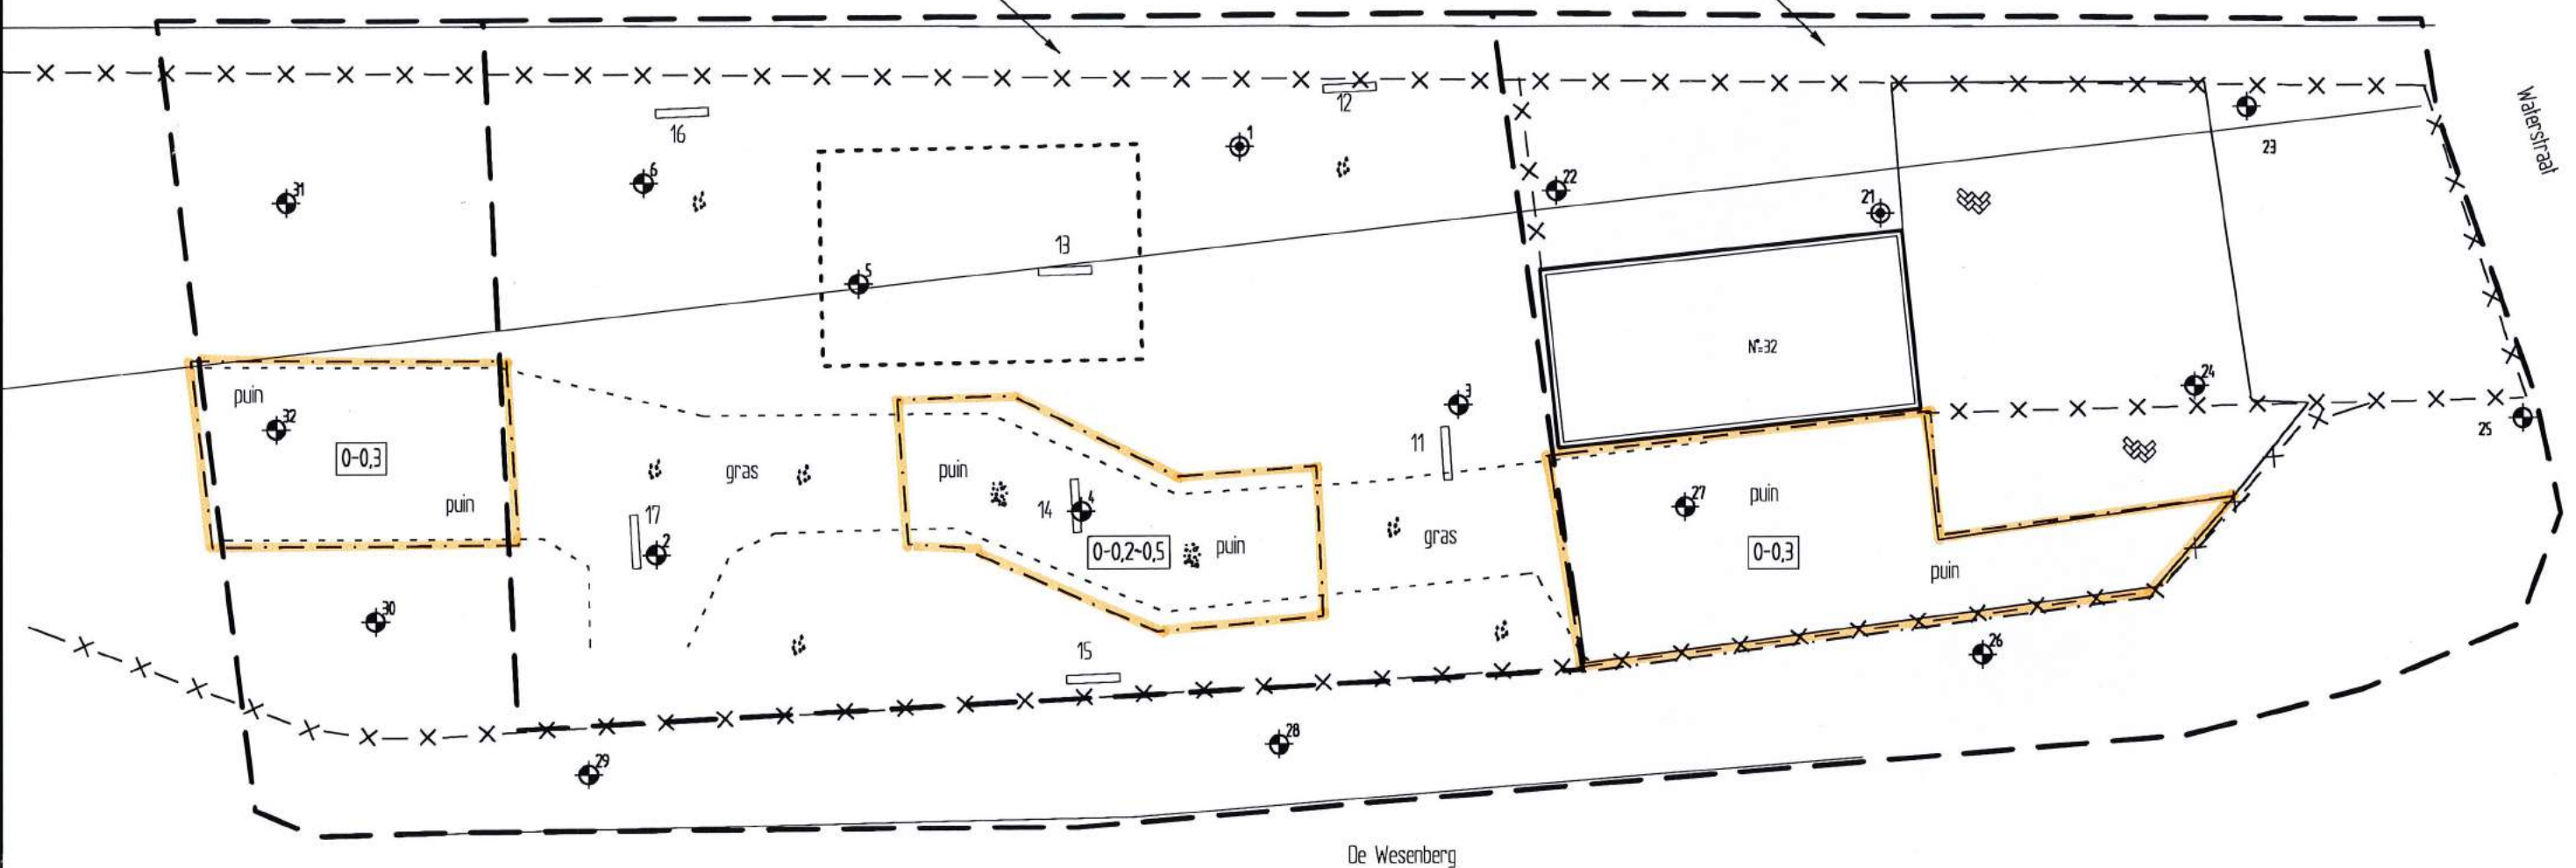 12
16
1
Waterstraat
23
6
22
31
21
13
5
N°=32
24
3
puin
32
25
11
0-0,3
gras
puin
27
puin
puin
14
4
17
gras
2
0-0,2~0,5
puin
0-0,3
puin
30
15
26
28
29
De Wesenberg